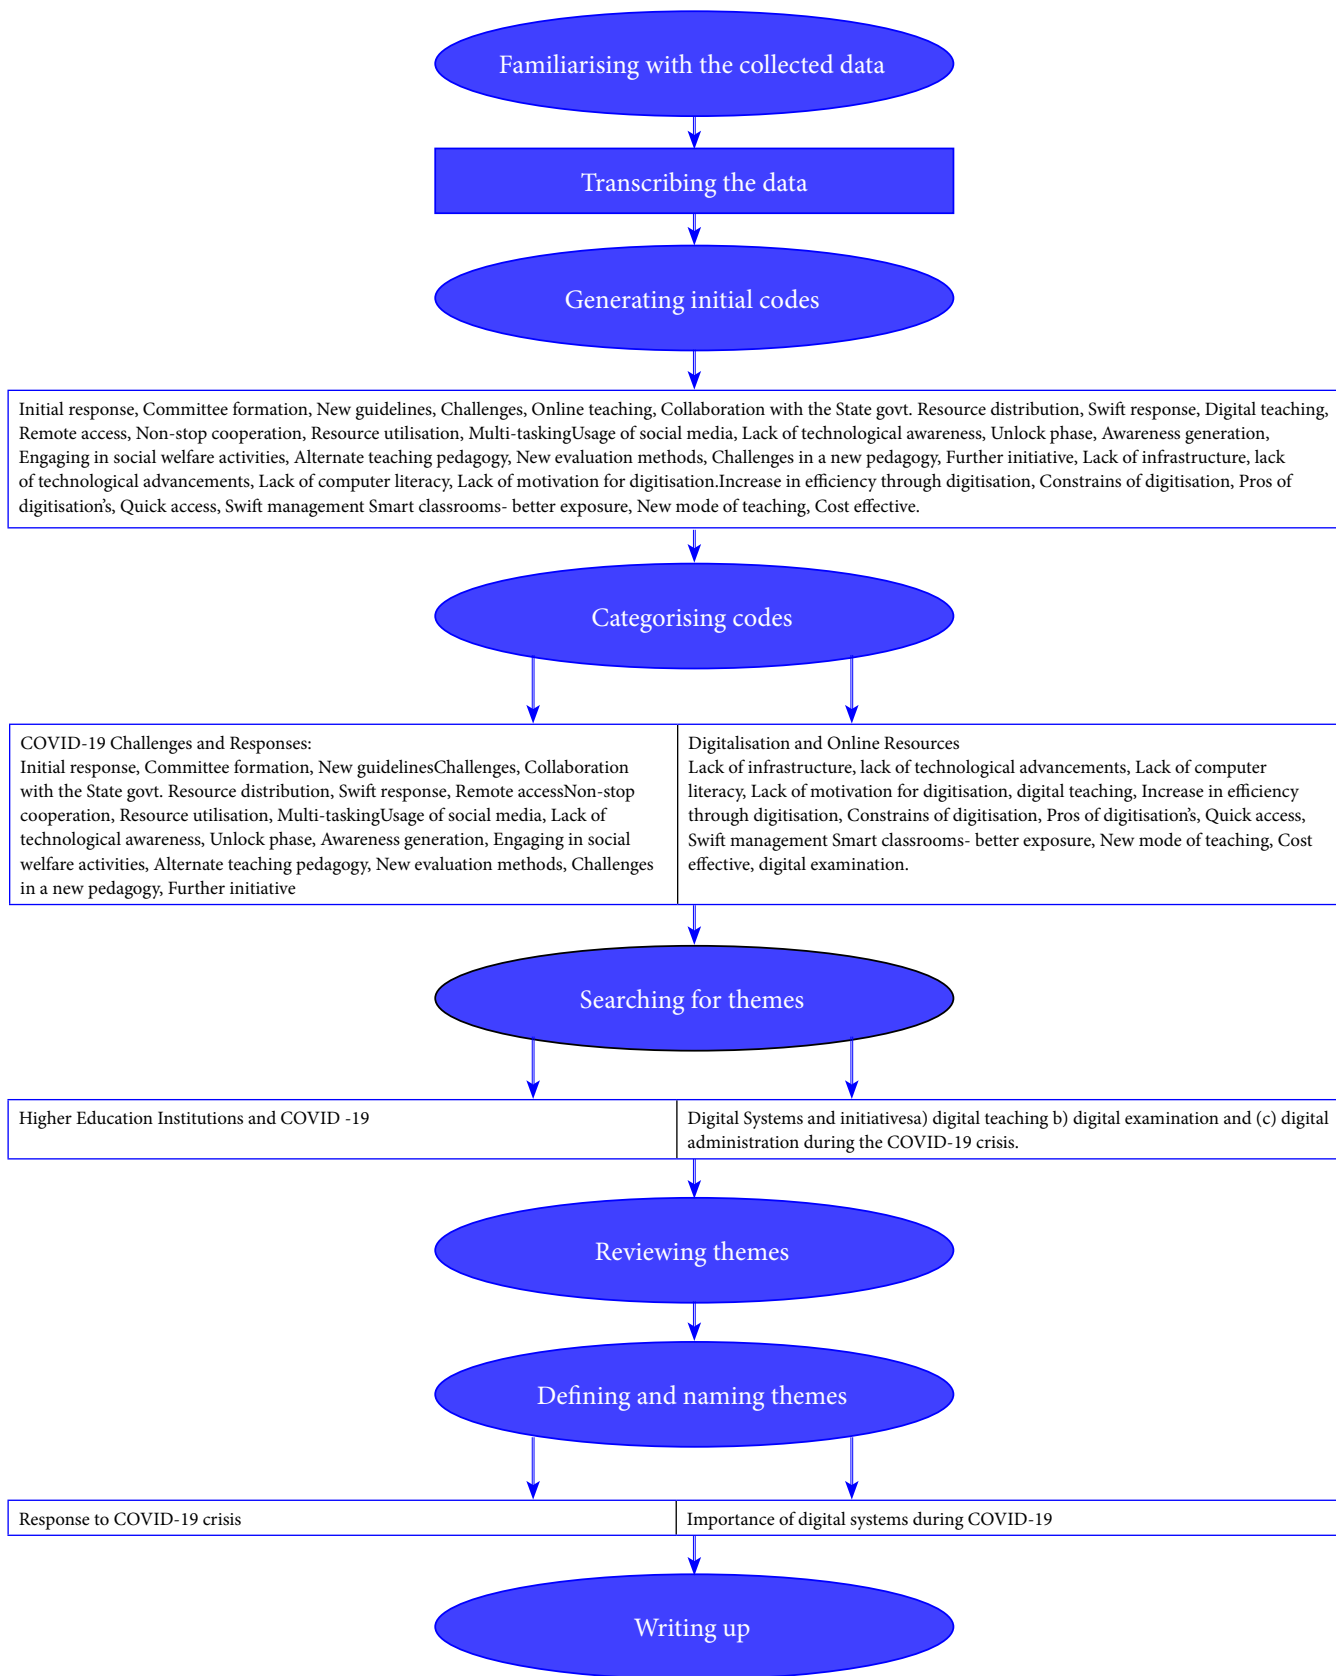 Familiarising with the collected data
Transcribing the data
Generating initial codes
Initial response, Committee formation, New guidelines, Challenges, Online teaching, Collaboration with the State govt. Resource distribution, Swift response, Digital teaching,
Remote access, Non-stop cooperation, Resource utilisation, Multi-taskingUsage of social media, Lack of technological awareness, Unlock phase, Awareness generation,
Engaging in social welfare activities, Alternate teaching pedagogy, New evaluation methods, Challenges in a new pedagogy, Further initiative, Lack of infrastructure, lack
of technological advancements, Lack of computer literacy, Lack of motivation for digitisation.Increase in efficiency through digitisation, Constrains of digitisation, Pros of
digitisation’s, Quick access, Swift management Smart classrooms- better exposure, New mode of teaching, Cost effective.
Categorising codes
COVID-19 Challenges and Responses:
Initial response, Committee formation, New guidelinesChallenges, Collaboration
with the State govt. Resource distribution, Swift response, Remote accessNon-stop
cooperation, Resource utilisation, Multi-taskingUsage of social media, Lack of
technological awareness, Unlock phase, Awareness generation, Engaging in social
welfare activities, Alternate teaching pedagogy, New evaluation methods, Challenges
in a new pedagogy, Further initiative
Digitalisation and Online Resources
Lack of infrastructure, lack of technological advancements, Lack of computer
literacy, Lack of motivation for digitisation, digital teaching, Increase in efficiency
through digitisation, Constrains of digitisation, Pros of digitisation’s, Quick access,
Swift management Smart classrooms- better exposure, New mode of teaching, Cost
effective, digital examination.
Searching for themes
Higher Education Institutions and COVID -19
Digital Systems and initiativesa) digital teaching b) digital examination and (c) digital
administration during the COVID-19 crisis.
Reviewing themes
Defining and naming themes
Response to COVID-19 crisis
Importance of digital systems during COVID-19
Writing up